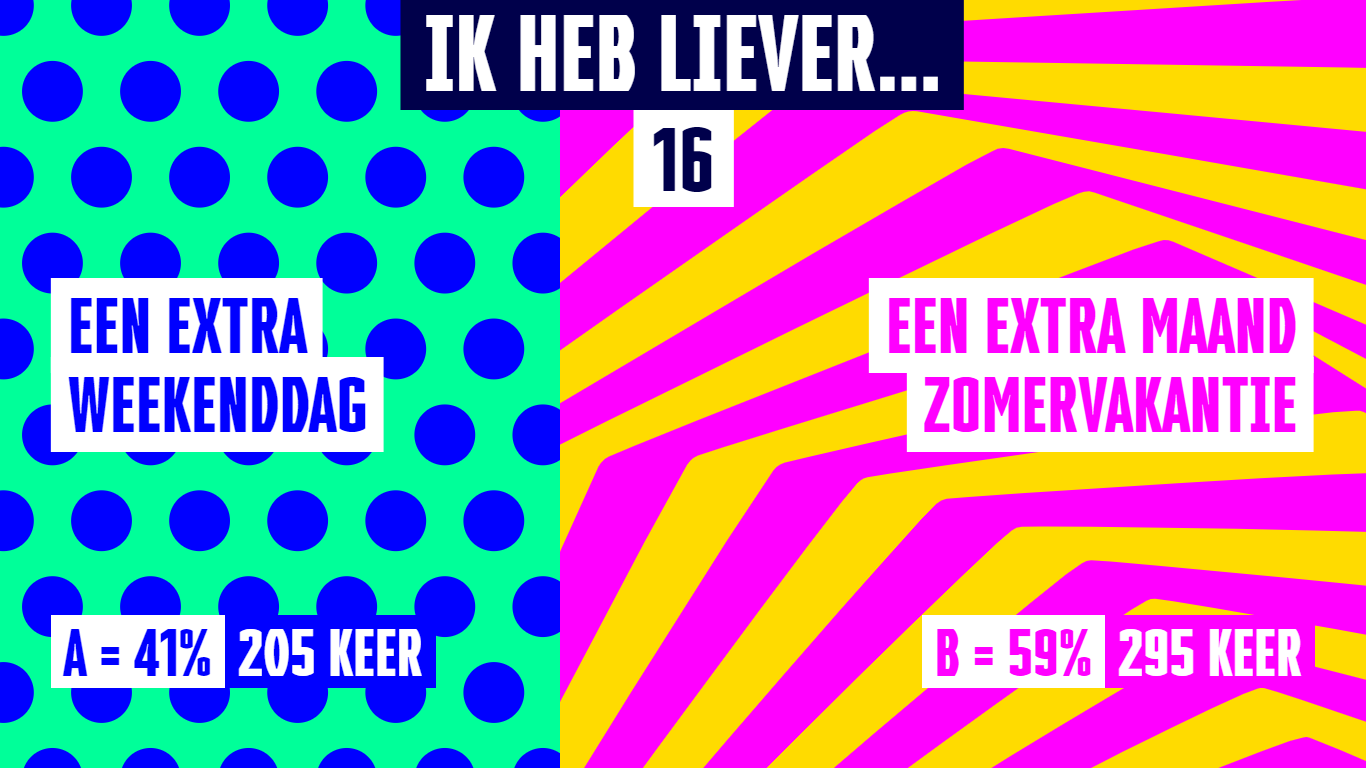 IK HEB LIEVER...
16
EEN EXTRA
WEEKENDDAG
EEN EXTRA MAAND
ZOMERVAKANTIE
A = 41% 205 KEER
B = 59% 295 KEER